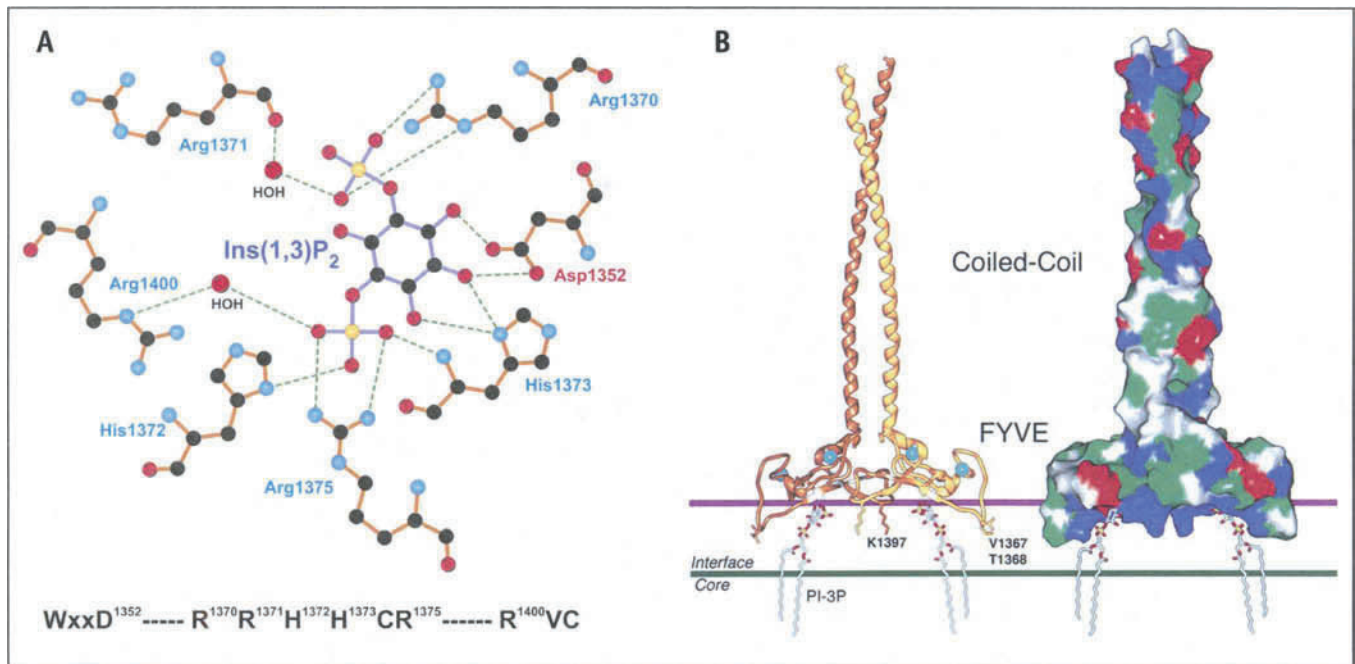 A
Arg1371
HOH
Arg1370
Ins(1,3)P2
Asp1352
Arg1400
HOH
His1372
His1373
Arg1375
WxxD1352----- R1370R1371H1372H1373CR1375------ R1400VC
B
Coiled-Coil
FYVE
K1397
V1367
T1368
Interface
Core
PI-3P